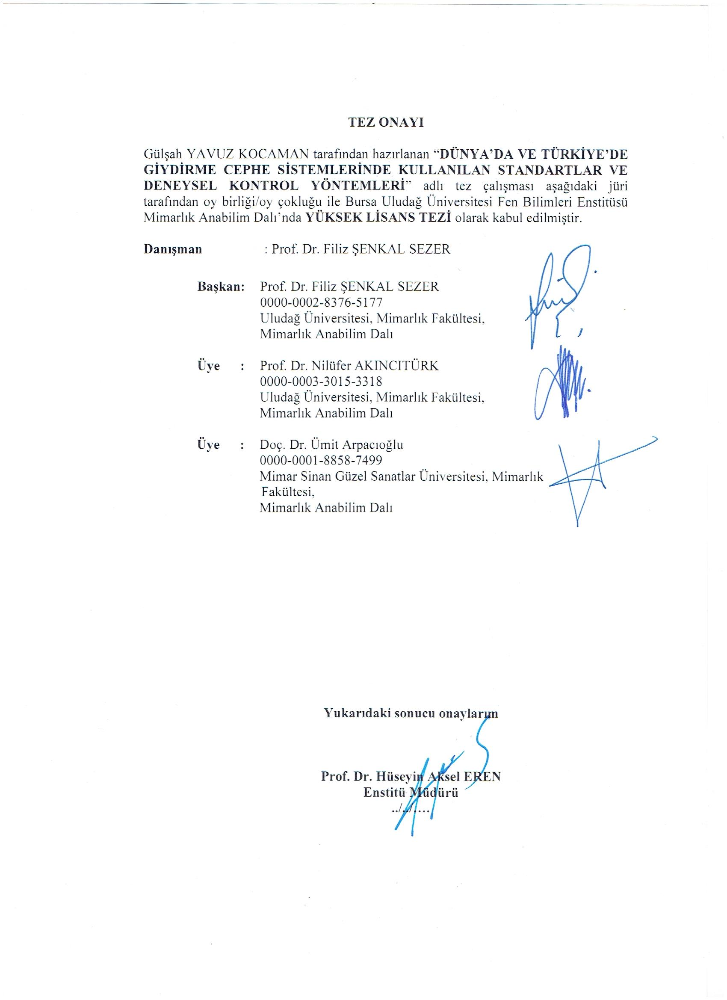 TEZ ONAYI
Gülşah YAVUZ KOCAMAN tarafından hazırlanan “DÜNYA’DA VE TÜRKİYE’DE
GİYDİRME CEPHE SİSTEMLERİNDE KULLANILAN STANDARTLAR VE
DENEYSEL KONTROL YÖNTEMLERİ” adlı tez çalışması aşağıdaki jüri
tarafından oy birliği/oy çokluğu ile Bursa Uludağ Üniversitesi Fen Bilimleri Enstitüsü
Mimarlık Anabilim Dalı’nda YÜKSEK LİSANS TEZİ olarak kabul edilmiştir.
Danışman : Prof. Dr. Filiz ŞENKAL SEZER
Başkan: Prof. Dr. Filiz ŞENKAL SEZER
0000-0002-8376-5177
Uludağ Üniversitesi, Mimarlık Fakültesi,
Mimarlık Anabilim Dalı
Üye : Prof. Dr. Nilüfer AKINCITÜRK
0000-0003-3015-3318
Uludağ Üniversitesi, Mimarlık Fakültesi,
Mimarlık Anabilim Dalı
Üye : Doç. Dr. Ümit Arpacıoğlu
0000-0001-8858-7499
Mimar Sinan Güzel Sanatlar Üniversitesi, Mimarlık
Fakültesi,
Mimarlık Anabilim Dalı
Yukarıdaki sonucu onaylarım
Prof. Dr. Hüseyin Aksel EREN
Enstitü Müdürü
../../....